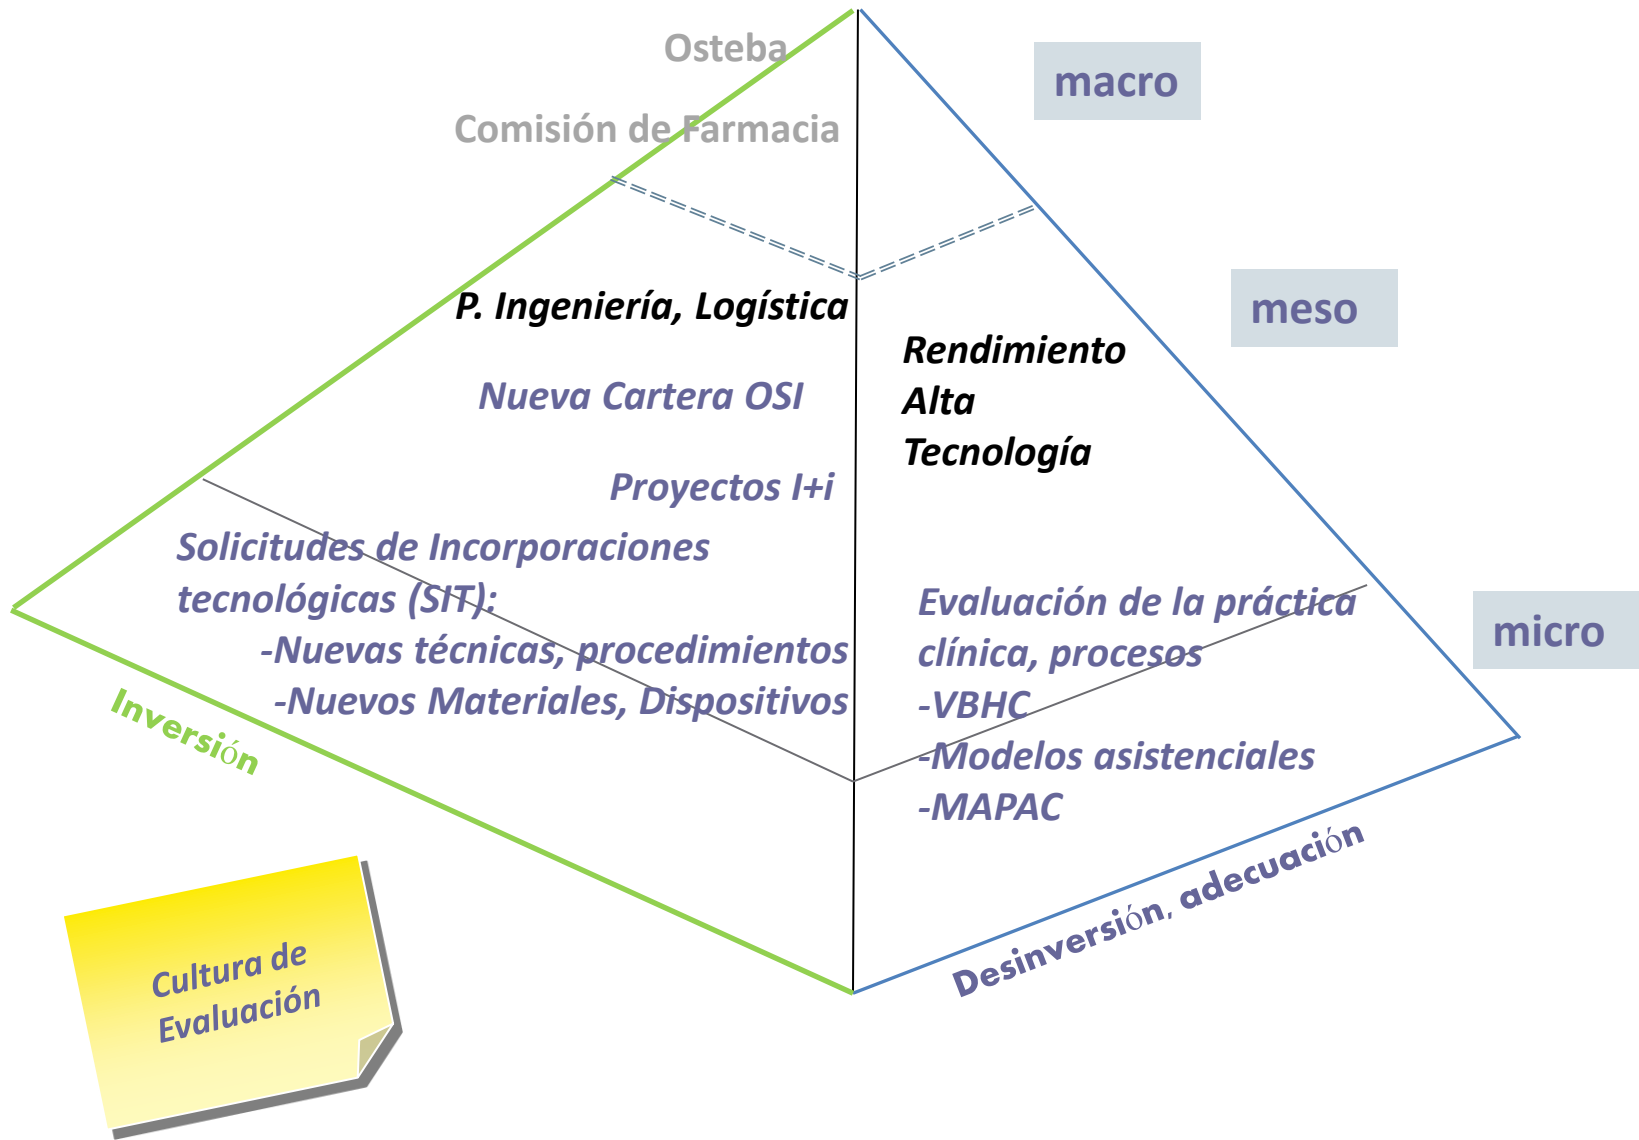 Osteba
Comisión de Farmacia
macro
P. Ingeniería, Logística
Nueva Cartera OSI
Proyectos I+i
meso
Rendimiento
Alta
Tecnología
Solicitudes de Incorporaciones
tecnológicas (SIT):
-Nuevas técnicas, procedimientos
-Nuevos Materiales, Dispositivos
Evaluación de la práctica
clínica, procesos
-VBHC
-Modelos asistenciales
-MAPAC
micro
Inversión
Desinversión, adecuación
Cultura de
Evaluación